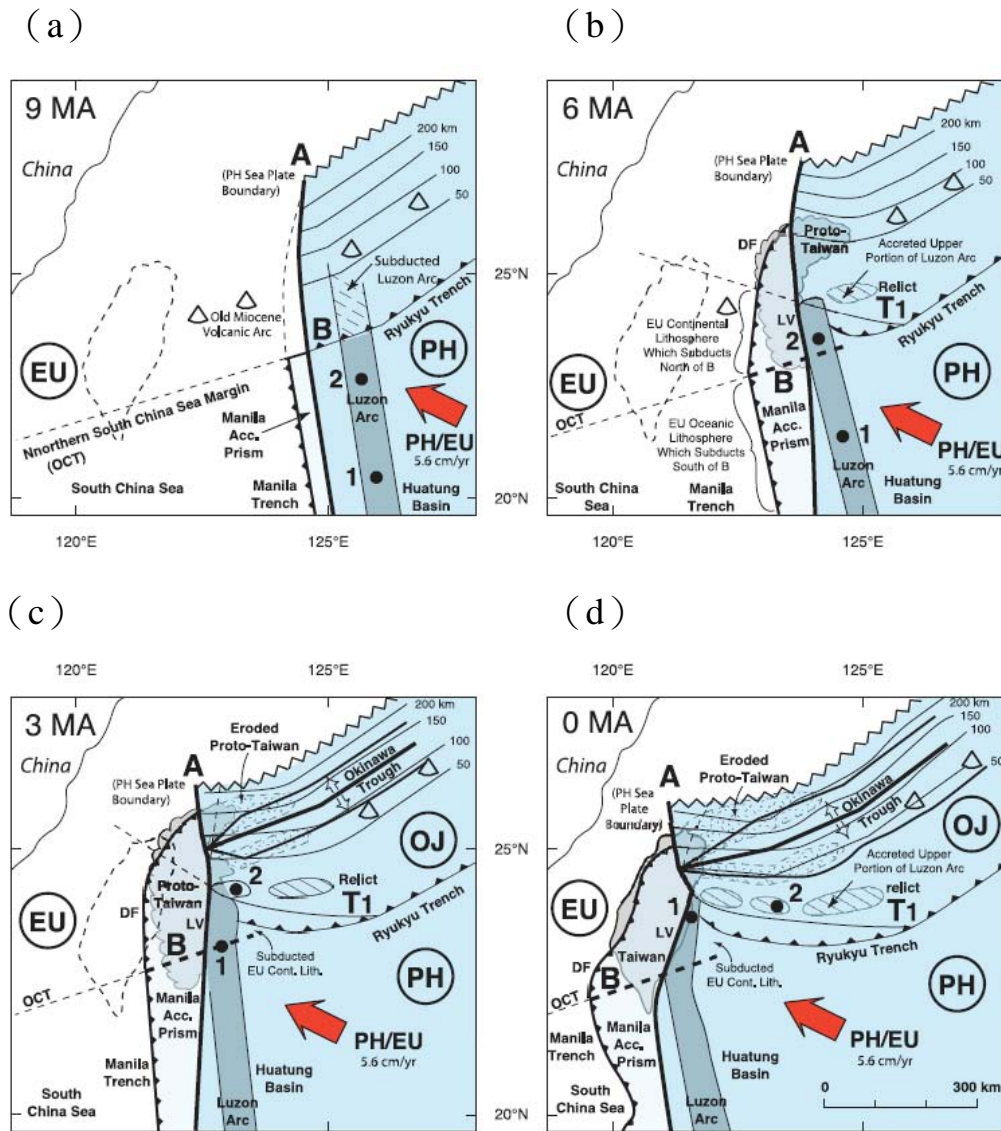 (a)
9 MA
China
A
(PH Sea Plate
Boundary)
200 km
150
100
50
25°N
Subducted
Luzon Arc
Old Miocene
Volcanic Arc
B
Ryukyu Trench
EU
PH
2
Luzon
Arc
Nnorthern South China Sea Margin
(OCT)
Manila
Acc.
Prism
PH/EU
5.6 cm/yr
1
South China Sea
Manila
Trench
Huatung
Basin
20°N
120°E
125°E
(b)
6 MA
China
A
(PH Sea Plate
Boundary)
200 km
150
100
50
DF
Proto-
Taiwan
Accreted Upper
Portion of Luzon Arc
25°N
Relict
T1
Ryukyu Trench
LV
EU Continental
Lithosphere
Which Subducts
North of B
2
EU
PH
B
OCT
Manila
Acc.
Prism
EU Oceanic
Lithosphere
Which Subducts
South of B
1
PH/EU
5.6 cm/yr
Luzon
Arc
South China
Sea
Manila
Trench
Huatung
Basin
20°N
120°E
125°E
(c)
120°E
125°E
3 MA
Eroded
Proto-Taiwan
200 km
150
100
50
China
A
(PH Sea Plate
Boundary)
Okinawa
Trough
OJ
25°N
2
Proto-
Taiwan
Relict
T1
EU
DF
LV
Ryukyu Trench
B
1
Subducted
EU Cont. Lith.
PH
OCT
Manila
Acc.
Prism
PH/EU
5.6 cm/yr
Manila
Trench
Huatung
Basin
South
China Sea
Luzon
Arc
20°N
(d)
120°E
125°E
0 MA
Eroded
Proto-Taiwan
200 km
150
100
50
China
A
(PH Sea
Plate
Boundary)
Okinawa
Trough
OJ
25°N
Accreted Upper
Portion of Luzon Arc
2
relict
T1
EU
1
LV
Ryukyu Trench
Taiwan
DF
B
Subducted
EU Cont. Lith.
PH
OCT
Manila
Trench
Manila
Acc.
Prism
PH/EU
5.6 cm/yr
Huatung
Basin
South
China Sea
Luzon
Arc
0
300 km
20°N